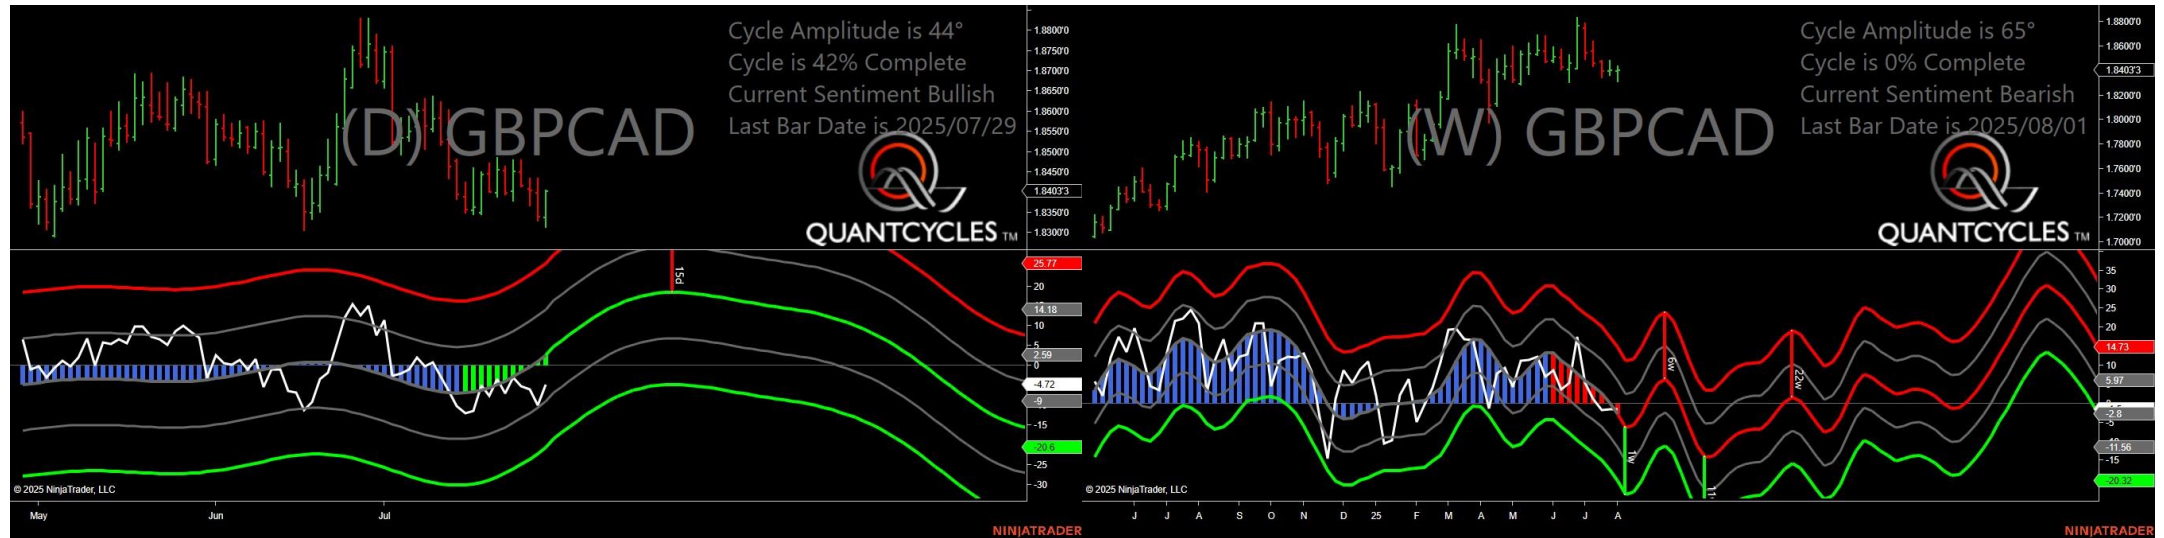 Cycle Amplitude is 44°
Cycle is 42% Complete
Current Sentiment Bullish
Last Bar Date is 2025/07/29
(D) GBPCAD
QUANTCYCLES TM
1.8800'0
1.8750'0
1.8700'0
1.8650'0
1.8600'0
1.8550'0
1.8500'0
1.8450'0
1.8403'3
1.8350'0
1.8300'0
15d
25.77
20
14.18
10
5
2.59
0
-4.72
-9
-15
-20.6
-25
-30
© 2025 NinjaTrader, LLC
May
Jun
Jul
NINJATRADER
Cycle Amplitude is 65°
Cycle is 0% Complete
Current Sentiment Bearish
Last Bar Date is 2025/08/01
(W) GBPCAD
QUANTCYCLES TM
1.8800'0
1.8600'0
1.8403'3
1.8200'0
1.8000'0
1.7800'0
1.7600'0
1.7400'0
1.7200'0
1.7000'0
6w
22w
1w
11
35
30
25
20
14.73
10
5.97
-2.8
-5
-11.56
-15
-20.32
© 2025 NinjaTrader, LLC
J J A S O N D 25 F M A M J J A
NINJATRADER